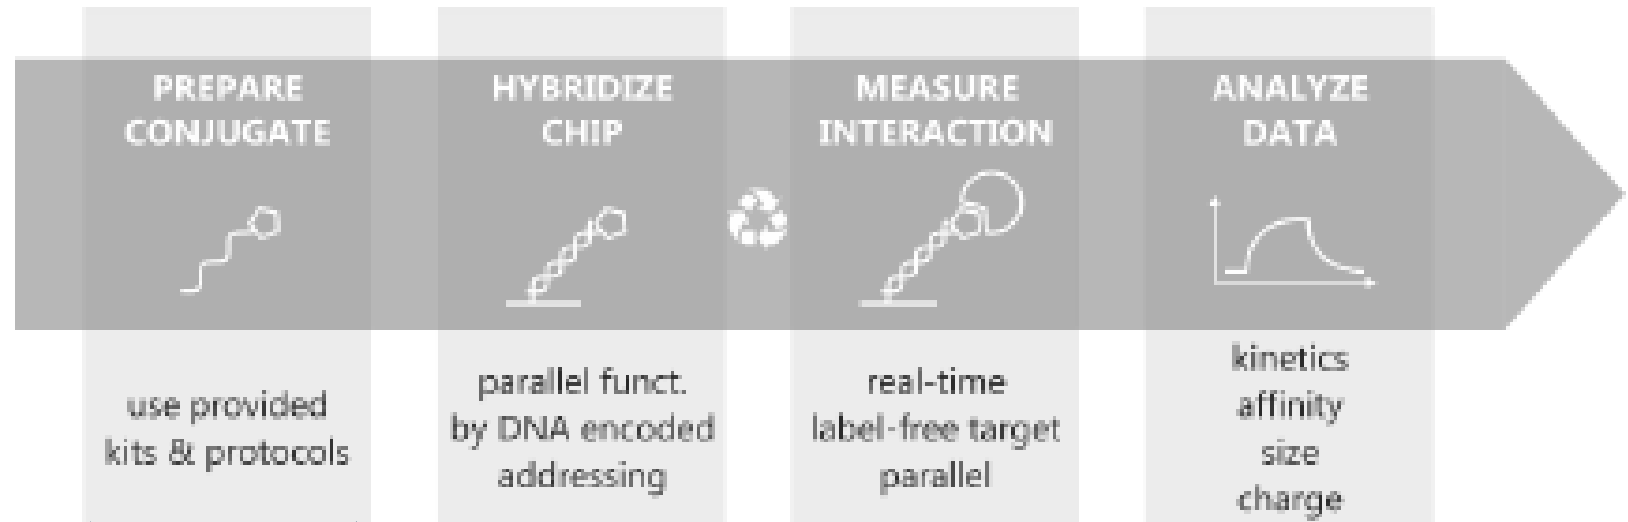 PREPARE
CONJUGATE
use provided
kits & protocols
HYBRIDIZE
CHIP
parallel funct.
by DNA encoded
addressing
MEASURE
INTERACTION
real-time
label-free target
parallel
ANALYZE
DATA
kinetics
affinity
size
charge